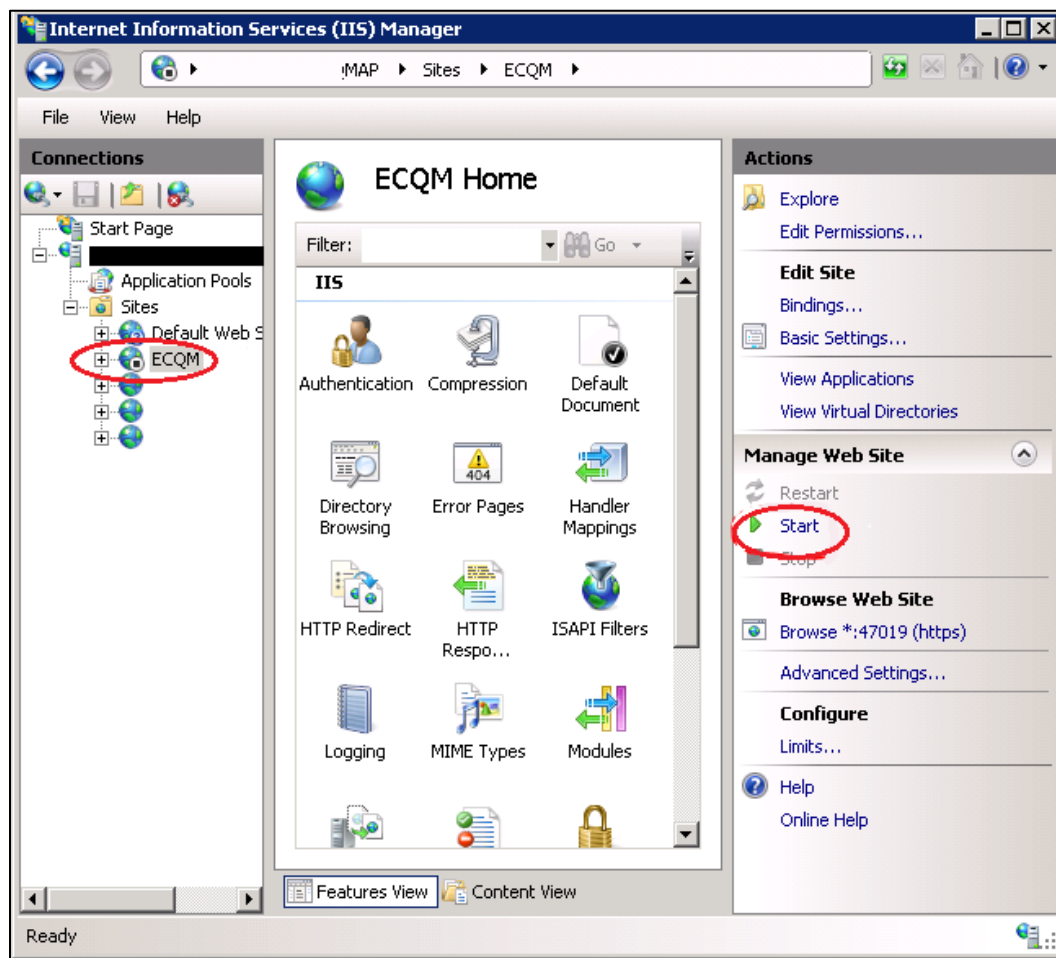 Internet Information Services (IIS) Manager
MAP Sites ECQM
File View Help
Connections
Start Page
Application Pools
Sites
Default Web S
ECQM
ECQM Home
Filter:
Go
IIS
Authentication
Compression
Default
Document
Directory
Browsing
Error Pages
404
Handler
Mappings
HTTP Redirect
HTTP
Respo...
ISAPI Filters
Logging
MIME Types
Modules
Features View
Content View
Actions
Explore
Edit Permissions...
Edit Site
Bindings...
Basic Settings...
View Applications
View Virtual Directories
Manage Web Site
Restart
Start
Stop
Browse Web Site
Browse *:47019 (https)
Advanced Settings...
Configure
Limits...
Help
Online Help
Ready